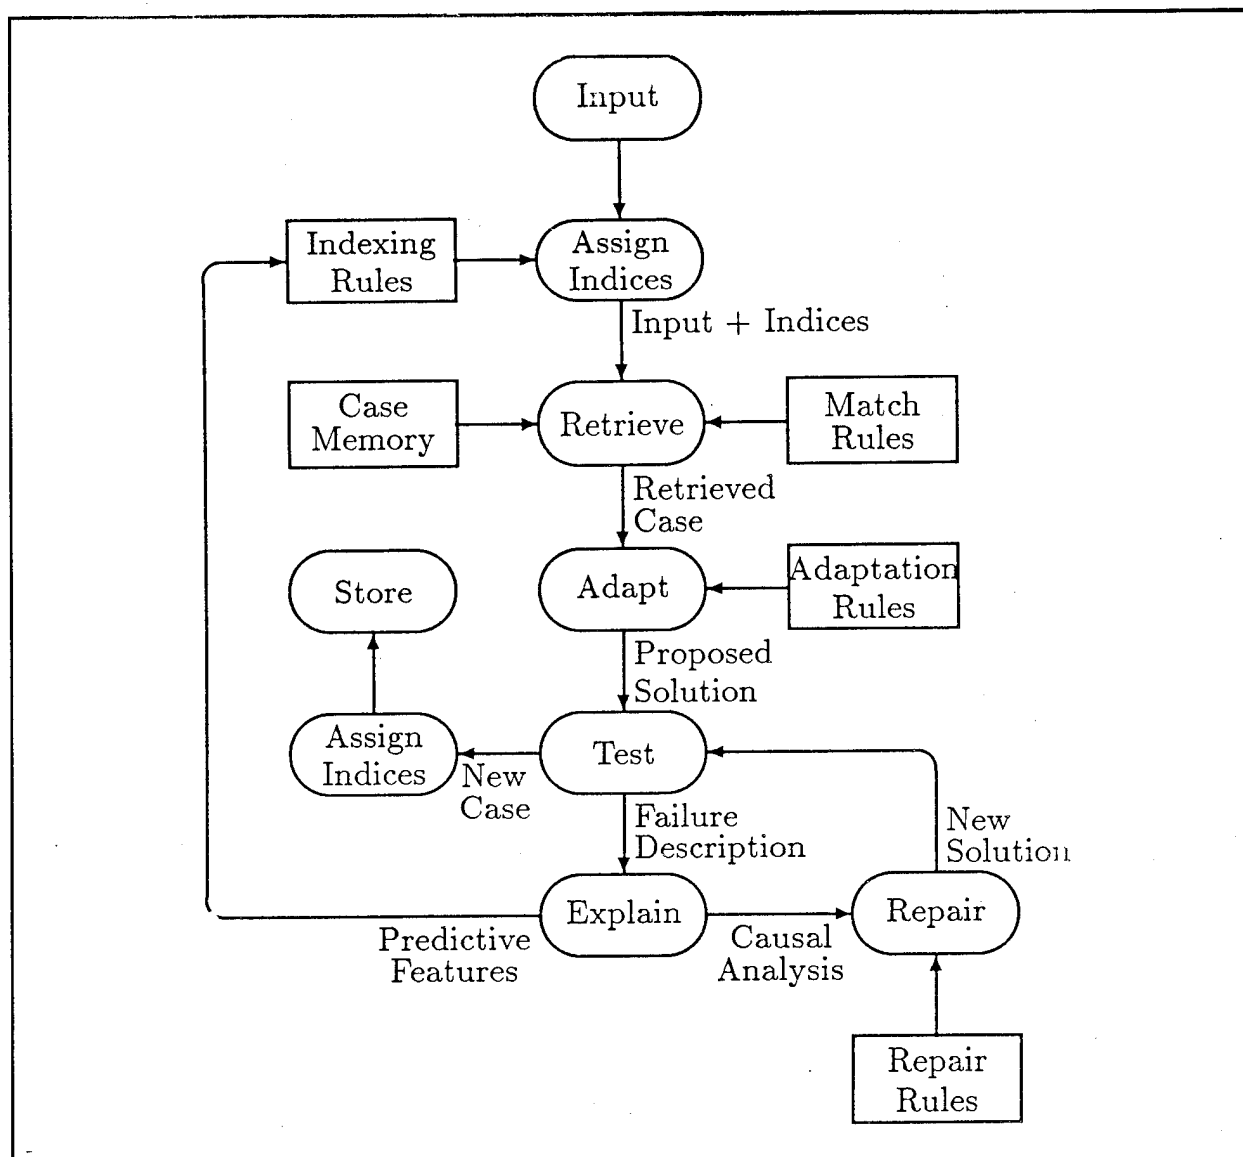 Input
Indexing
Rules
Assign
Indices
Input + Indices
Case
Memory
Retrieve
Match
Rules
Retrieved
Case
Store
Adapt
Adaptation
Rules
Proposed
Solution
Assign
Indices
New
Case
Test
Failure
Description
New
Solution
Predictive
Features
Explain
Causal
Analysis
Repair
Repair
Rules